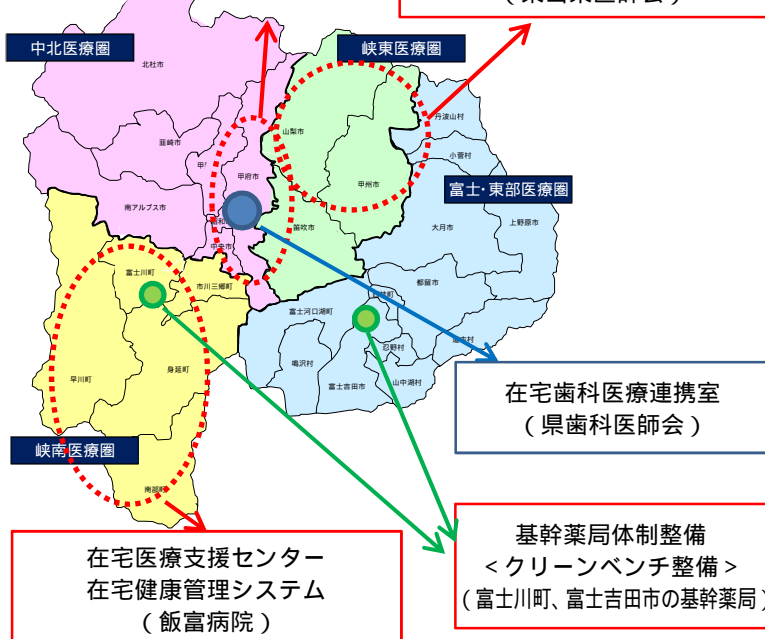 中北医療圏
峡東医療圏
北杜市
丹波山村
山梨市
小菅村
韮崎市
甲府市
甲州市
富士・東部医療圏
南アルプス市
上野原市
大月市
笛吹市
中央市
富士川町
市川三郷町
都留市
富士河口湖町
忍野村
鳴沢村
身延町
早川町
富士吉田市
山中湖村
在宅歯科医療連携室
（県歯科医師会）
峡南医療圏
南部町
基幹薬局体制整備
＜クリーンベンチ整備＞
（富士川町、富士吉田市の基幹薬局）
在宅医療支援センター
在宅健康管理システム
（飯富病院）